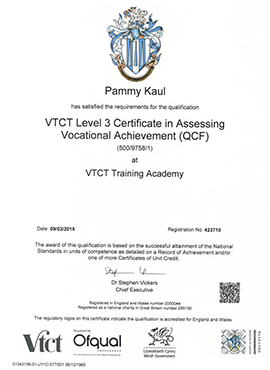 Pammy Kaul
has satisfied the requirements for the qualification
VTCT Level 3 Certificate in Assessing
Vocational Achievement (QCF)
(500/9758/1)
at
VTCT Training Academy
Date: 09/03/2015 Registration No: 423710
The award of this qualification is based on the successful attainment of the National
Standards in units of competence as detailed on a Record of Achievement and/or
one of more Certificates of Unit Credit.
Dr Stephen Vickers
Chief Executive
Registered in England and Wales number 2050044
Registered as a national charity in Great Britain number 295192
The regulatory logos on this certificate indicate the qualification is accredited for England and Wales.
Vtct
Regulated by
Ofqual
Llywodraeth Cymru
Welsh Government